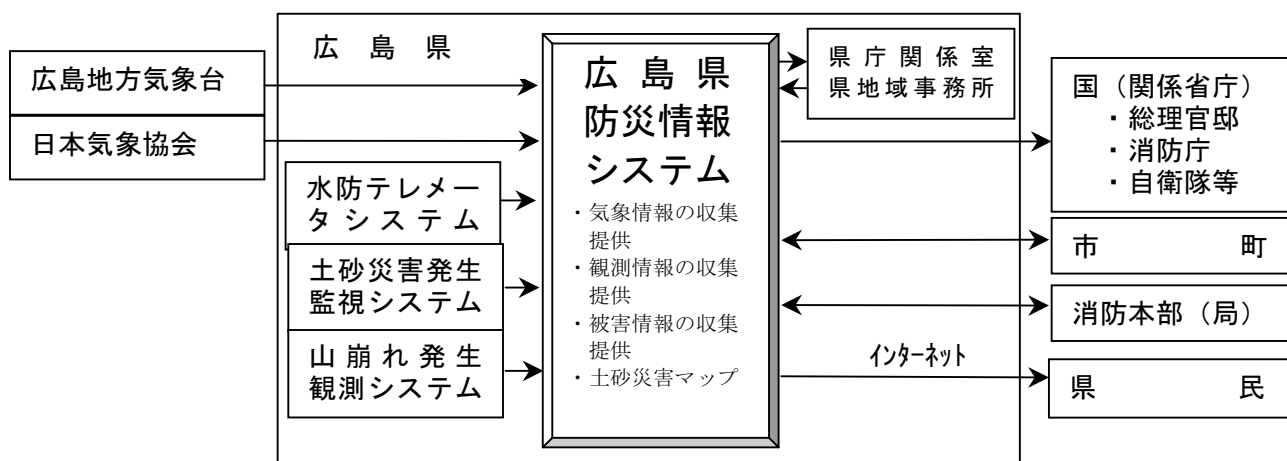 広島県
広島地方気象台
日本気象協会
水防テレメー
タシステム
土砂災害発生
監視システム
山崩れ発生
観測システム
広島県
防災情報
システム
・気象情報の収集
提供
・観測情報の収集
提供
・被害情報の収集
提供
・土砂災害マップ
県庁関係室
県地域事務所
国（関係省庁）
・総理官邸
・消防庁
・自衛隊等
市町
消防本部（局）
インターネット
県民